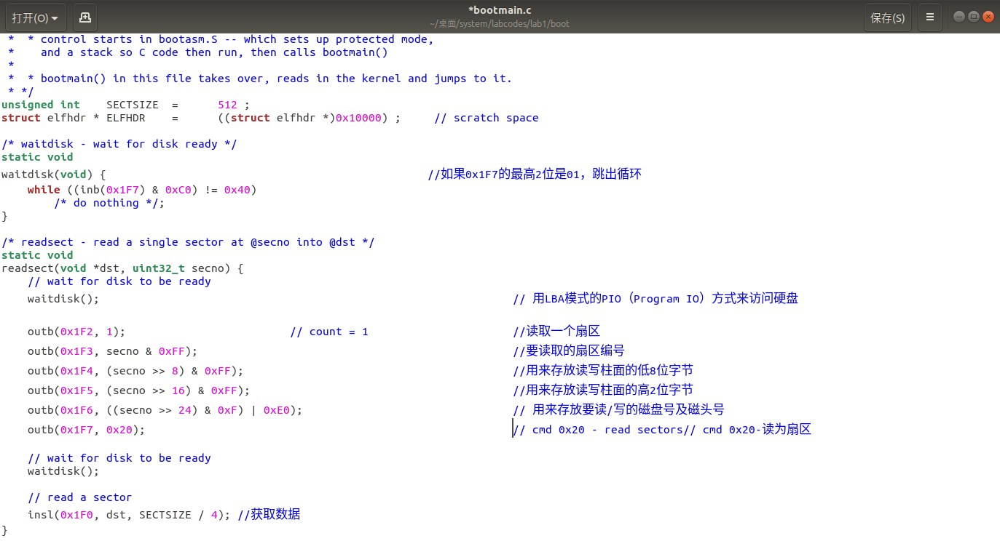 打开(O)
*bootmain.c
~/桌面/system/labcodes/lab1/boot
保存(S)
*  * control starts in bootasm.S -- which sets up protected mode,
*    and a stack so C code then run, then calls bootmain()
*
*  * bootmain() in this file takes over, reads in the kernel and jumps to it.
* */
unsigned int    SECTSIZE  =      512 ;
struct elfhdr * ELFHDR    =      ((struct elfhdr *)0x10000) ;     // scratch space
/* waitdisk - wait for disk ready */
static void
waitdisk(void) {                                                 //如果0x1F7的最高2位是01，跳出循环
    while ((inb(0x1F7) & 0xC0) != 0x40)
        /* do nothing */;
}
/* readsect - read a single sector at @secno into @dst */
static void
readsect(void *dst, uint32_t secno) {
    // wait for disk to be ready
    waitdisk();                                                               // 用LBA模式的PIO（Program IO）方式来访问硬盘
    outb(0x1F2, 1);                         // count = 1                      //读取一个扇区
    outb(0x1F3, secno & 0xFF);                                                //要读取的扇区编号
    outb(0x1F4, (secno >> 8) & 0xFF);                                         //用来存放读写柱面的低8位字节
    outb(0x1F5, (secno >> 16) & 0xFF);                                        //用来存放读写柱面的高2位字节
    outb(0x1F6, ((secno >> 24) & 0xF) | 0xE0);                                // 用来存放要读/写的磁盘号及磁头号
    outb(0x1F7, 0x20);                                                        // cmd 0x20 - read sectors// cmd 0x20-读为扇区
    // wait for disk to be ready
    waitdisk();
    // read a sector
    insl(0x1F0, dst, SECTSIZE / 4); //获取数据
}